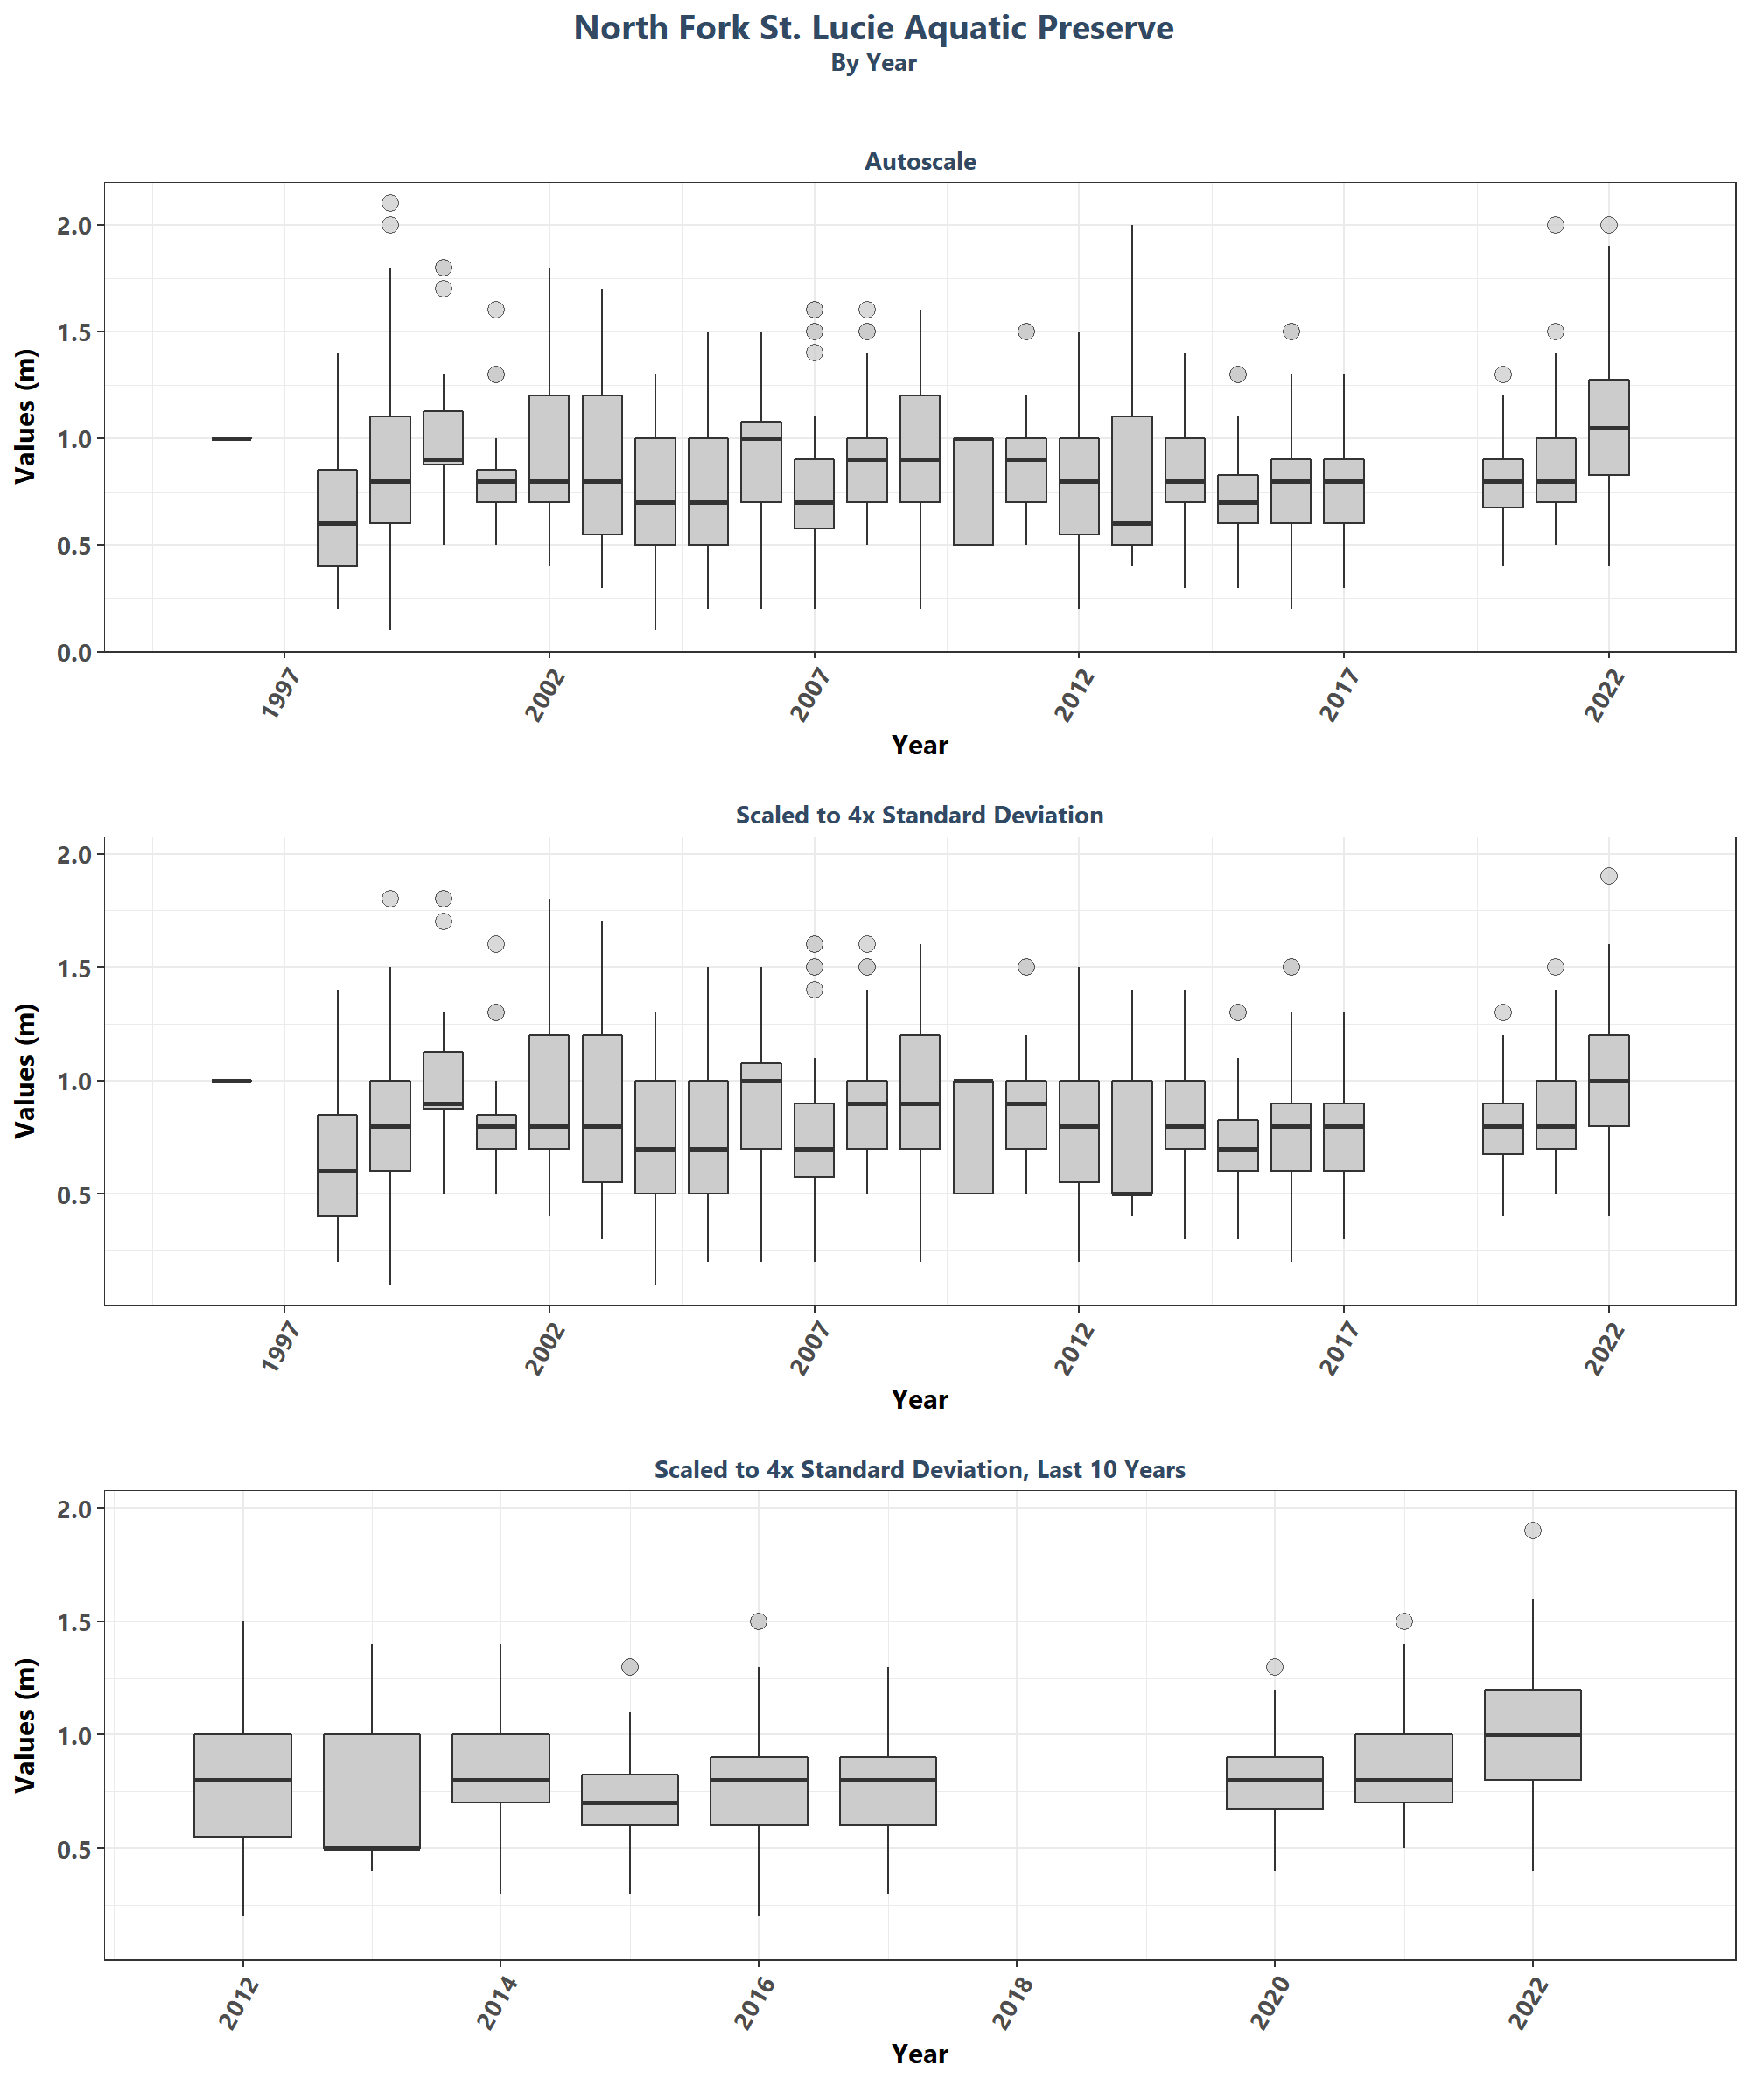 North Fork St. Lucie Aquatic Preserve
By Year
Autoscale
Values (m)
2.0
1.5
1.0
0.5
0.0
1997
2002
2007
2012
2017
2022
Year
Scaled to 4x Standard Deviation
Values (m)
2.0
1.5
1.0
0.5
1997
2002
2007
2012
2017
2022
Year
Scaled to 4x Standard Deviation, Last 10 Years
Values (m)
2.0
1.5
1.0
0.5
2012
2014
2016
2018
2020
2022
Year